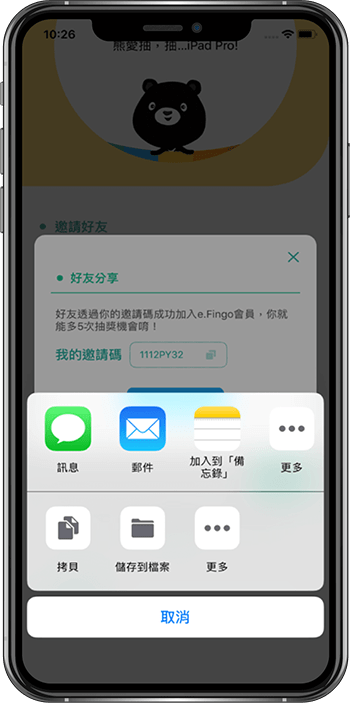 10:26
熊愛抽，抽...iPad Pro!
邀請好友
好友分享
好友透過你的邀請碼成功加入e.Fingo會員，你就
能多5次抽獎機會唷！
我的邀請碼 1112PY32
訊息 郵件 加入到「備 更多
忘錄」
拷貝 儲存到檔案 更多
取消